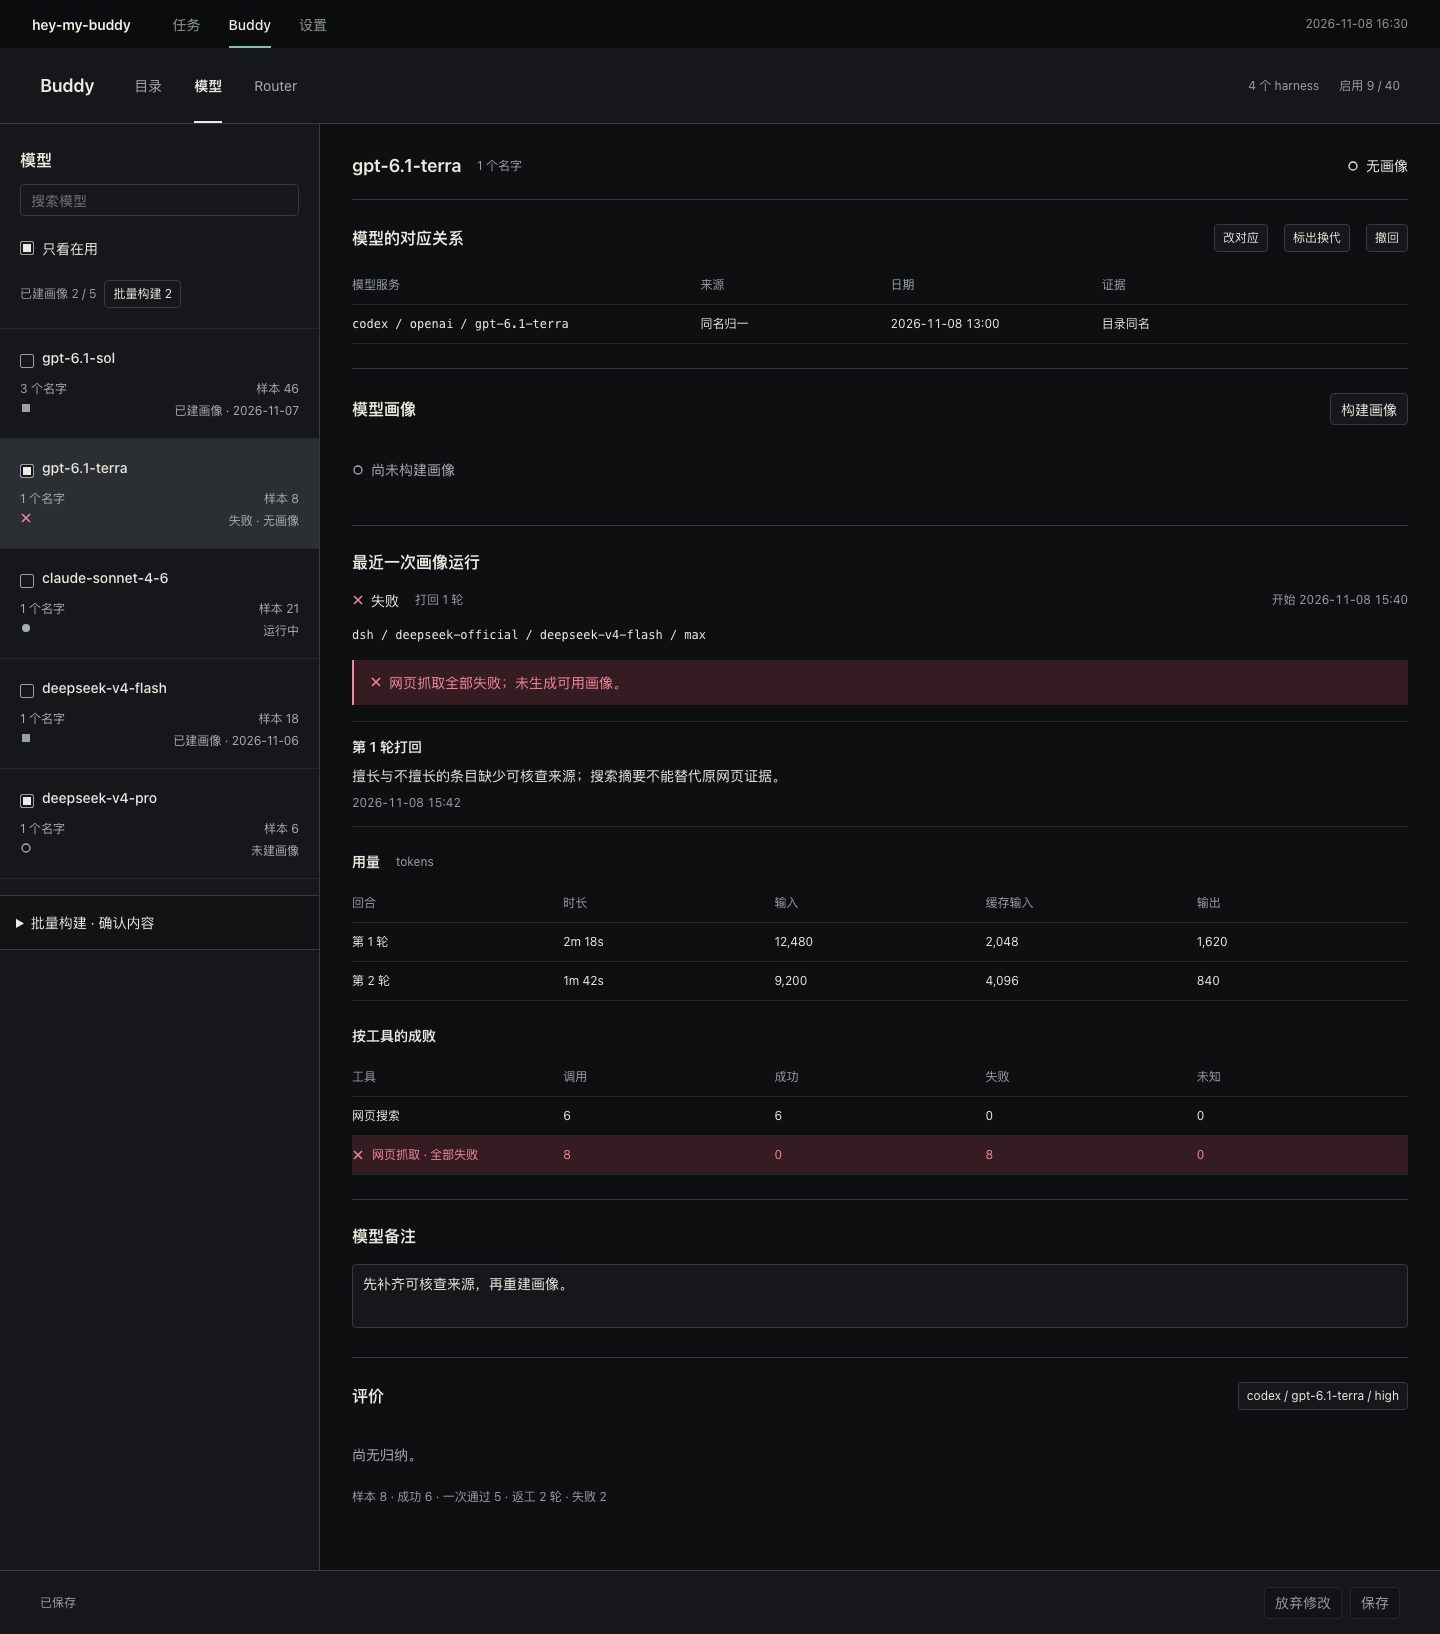 hey-my-buddy 任务 Buddy 设置 2026-11-08 16:30
Buddy 目录 模型 Router 4 个 harness 启用 9 / 40
模型
搜索模型
只看在用
已建画像 2 / 5 批量构建 2
gpt-6.1-sol
3 个名字 样本 46
已建画像 · 2026-11-07
gpt-6.1-terra
1 个名字 样本 8
失败 · 无画像
claude-sonnet-4-6
1 个名字 样本 21
运行中
deepseek-v4-flash
1 个名字 样本 18
已建画像 · 2026-11-06
deepseek-v4-pro
1 个名字 样本 6
未建画像
批量构建 · 确认内容
gpt-6.1-terra 1 个名字 无画像
模型的对应关系 改对应 标出换代 撤回
模型服务 来源 日期 证据
codex / openai / gpt-6.1-terra 同名归一 2026-11-08 13:00 目录同名
模型画像 构建画像
尚未构建画像
最近一次画像运行
失败 打回 1 轮 开始 2026-11-08 15:40
dsh / deepseek-official / deepseek-v4-flash / max
网页抓取全部失败；未生成可用画像。
第 1 轮打回
擅长与不擅长的条目缺少可核查来源；搜索摘要不能替代原网页证据。
2026-11-08 15:42
用量 tokens
回合 时长 输入 缓存输入 输出
第 1 轮 2m 18s 12,480 2,048 1,620
第 2 轮 1m 42s 9,200 4,096 840
按工具的成败
工具 调用 成功 失败 未知
网页搜索 6 6 0 0
网页抓取 · 全部失败 8 0 8 0
模型备注
先补齐可核查来源，再重建画像。
评价 codex / gpt-6.1-terra / high
尚无归纳。
样本 8 · 成功 6 · 一次通过 5 · 返工 2 轮 · 失败 2
已保存 放弃修改 保存